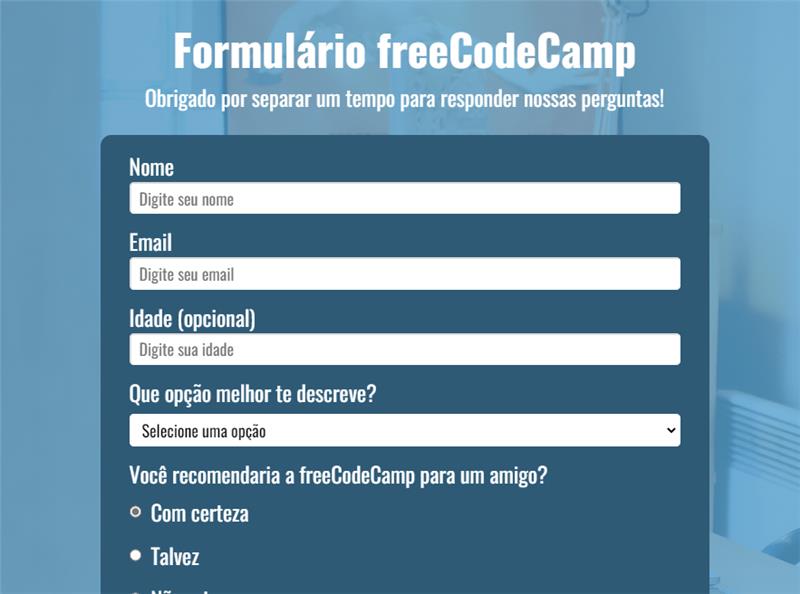 Formulário freeCodeCamp
Obrigado por separar um tempo para responder nossas perguntas!
Nome
Digite seu nome
Email
Digite seu email
Idade (opcional)
Digite sua idade
Que opção melhor te descreve?
Selecione uma opção
Você recomendaria a freeCodeCamp para um amigo?
Com certeza
Talvez